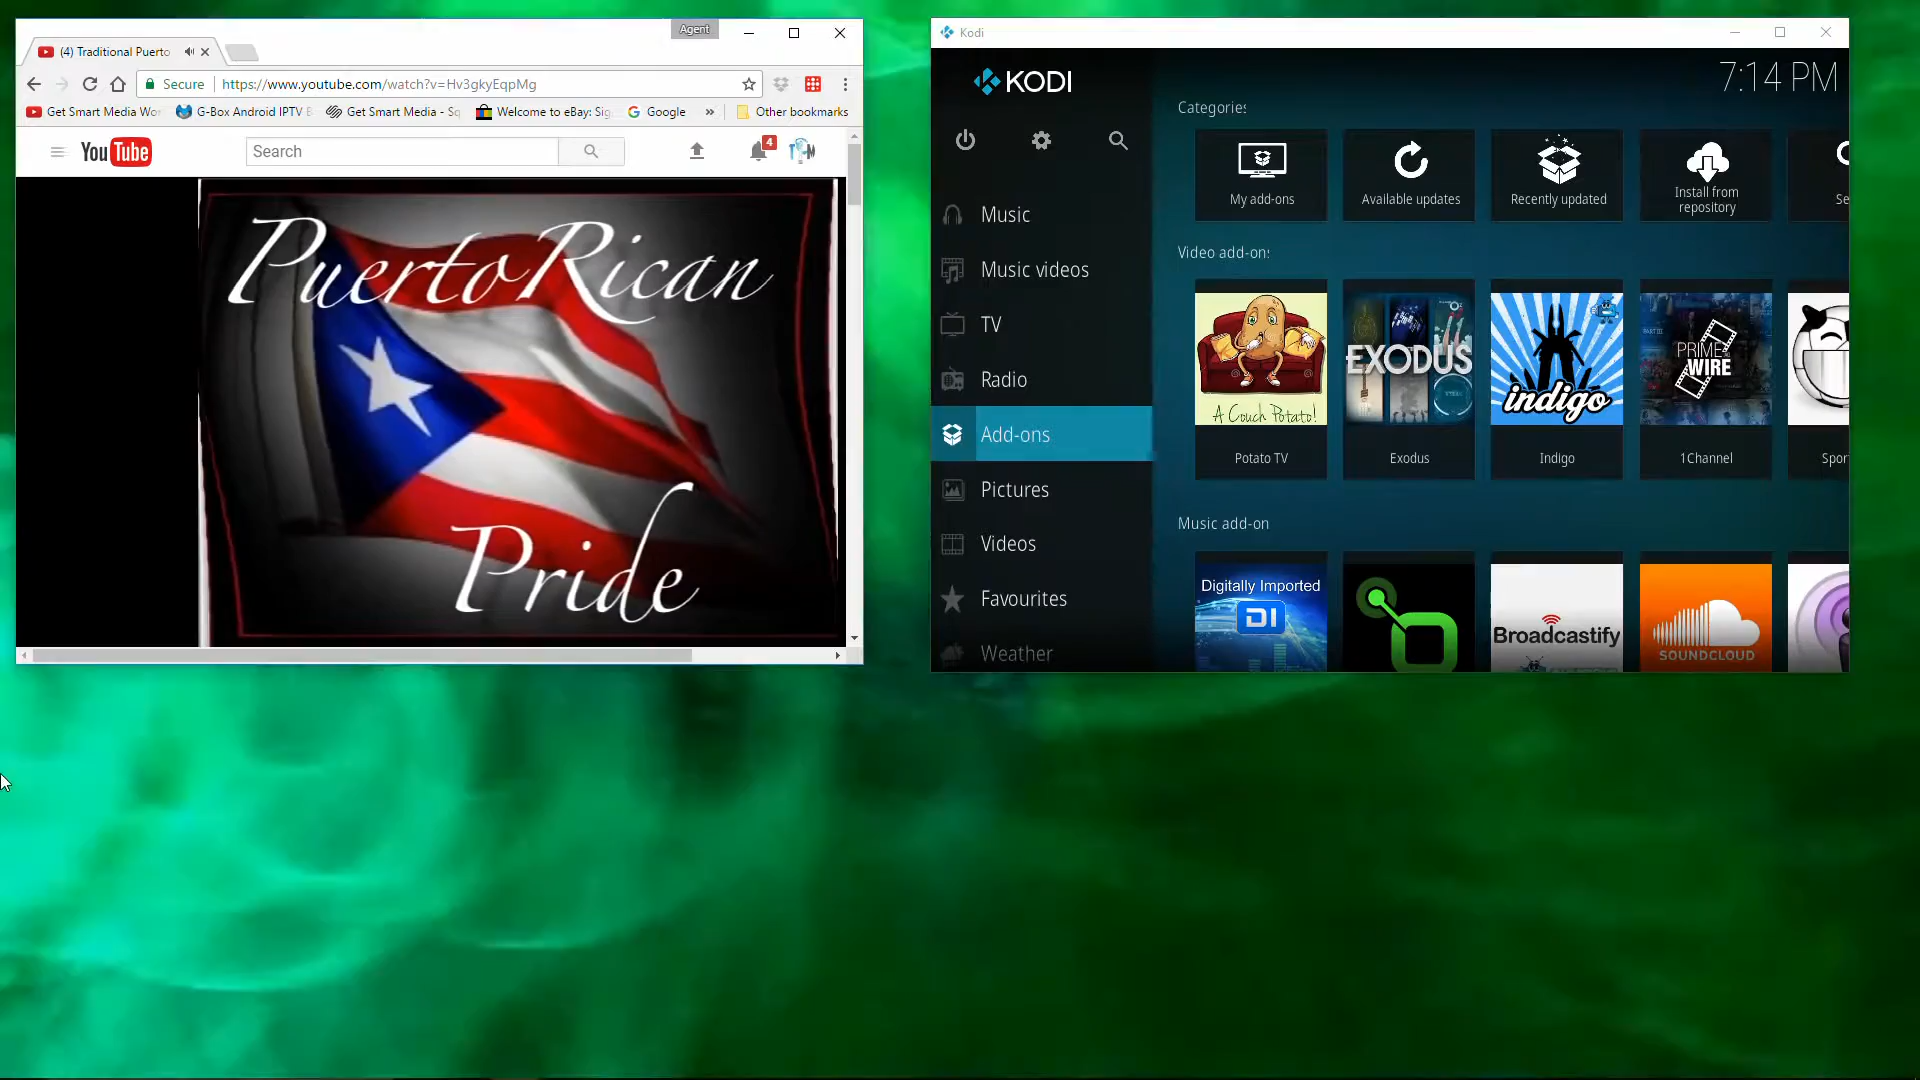 Agent
(4) Traditional Puerto
Secure
https://www.youtube.com/watch?v=Hv3gkyEqpMg
Get Smart Media Wo
G-Box Android IPTV
Get Smart Media - Sq
Welcome to eBay: Sig
Google
»
Other bookmarks
YouTube
Search
4
Puerto Rican
Pride
Kodi
KODI
7:14 PM
Music
Music videos
TV
Radio
Add-ons
Pictures
Videos
Favourites
Weather
Categories
My add-ons
Available updates
Recently updated
Install from
repository
Se
Video add-ons
A Couch Potato!
EXODUS
indigo
PRIME
WIRE
Potato TV
Exodus
Indigo
1Channel
Spor
Music add-on
Digitally Imported
DI
Broadcastify
SOUNDCLOUD